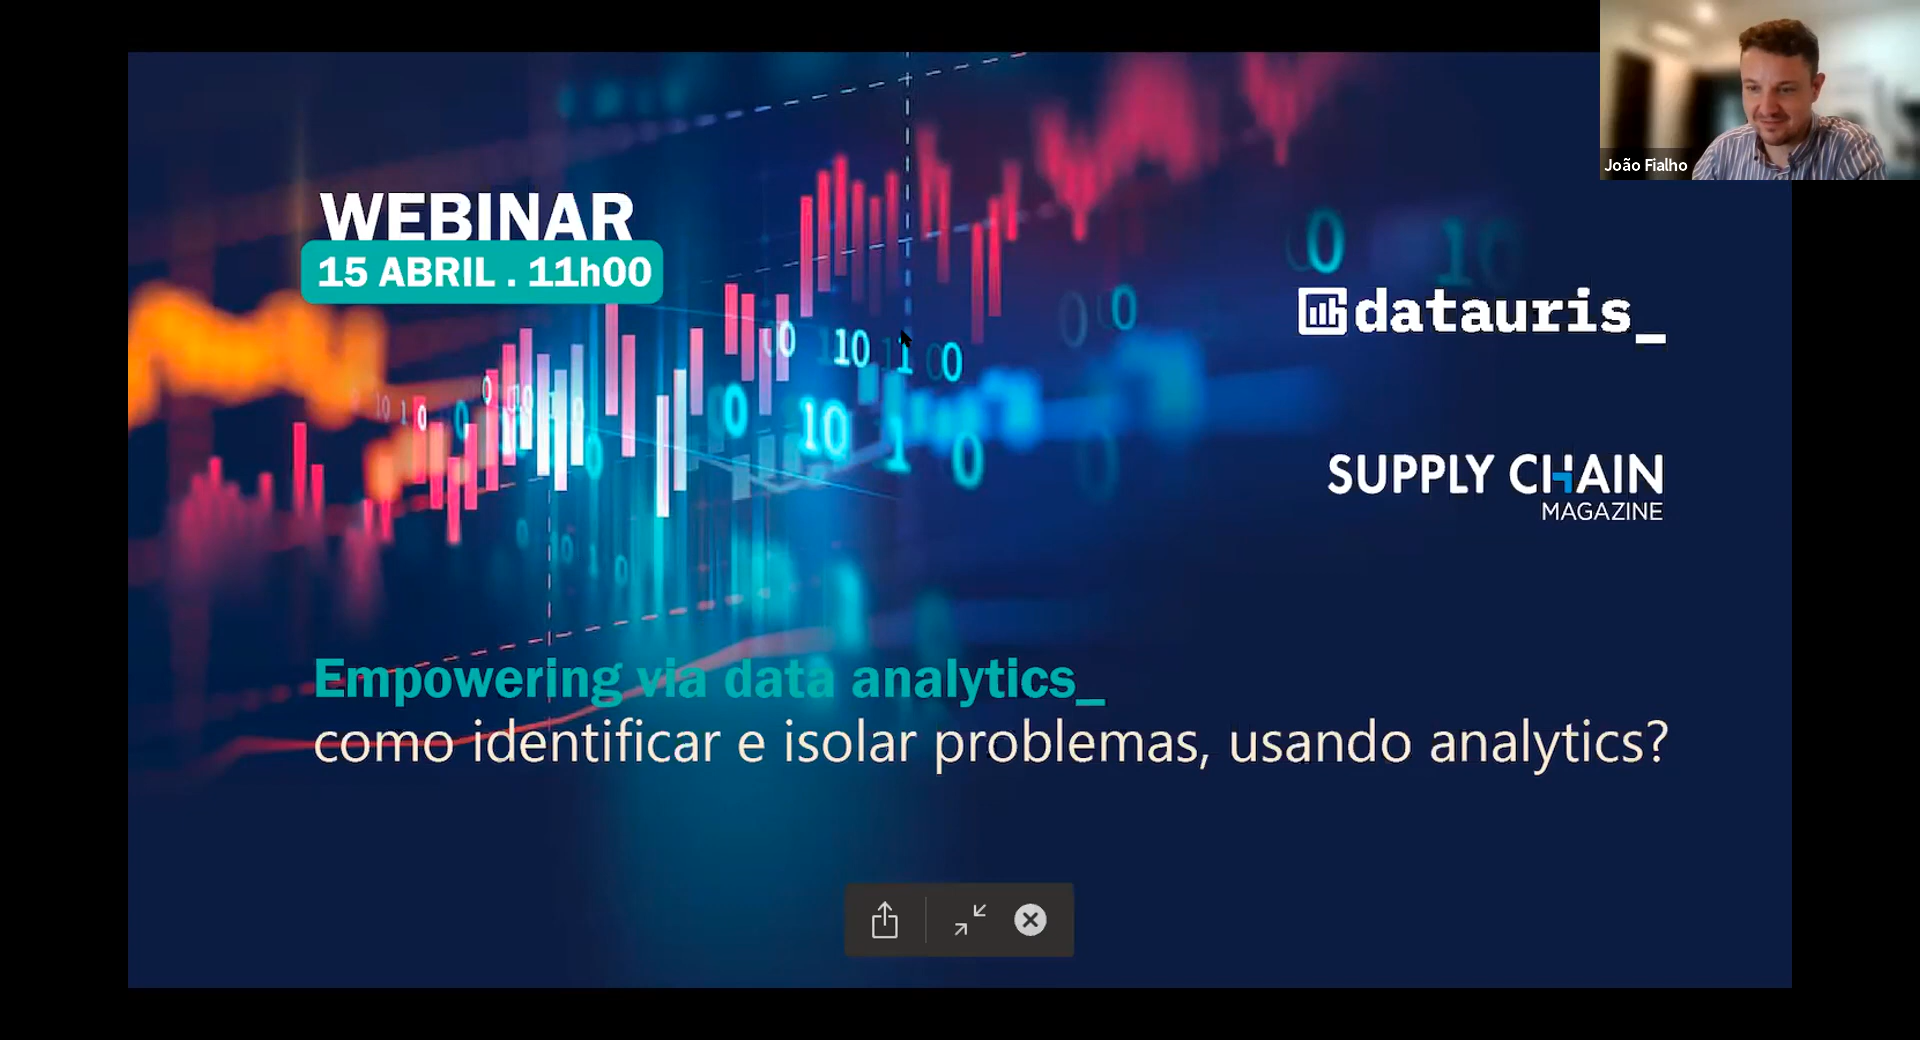 João Fialho
WEBINAR
15 ABRIL . 11h00
datauris_
SUPPLY CHAIN
MAGAZINE
Empowering via data analytics_
como identificar e isolar problemas, usando analytics?